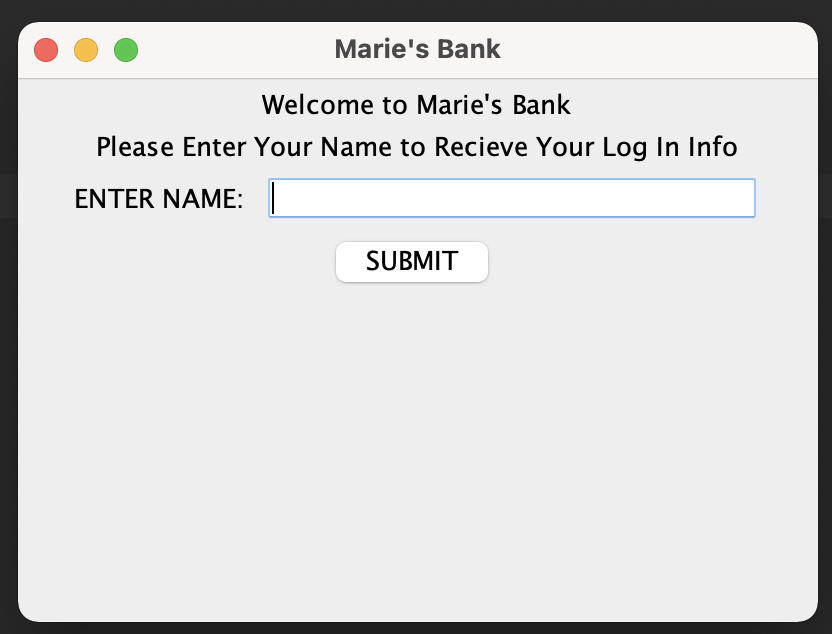 Marie's Bank
Welcome to Marie's Bank
Please Enter Your Name to Recieve Your Log In Info
ENTER NAME:
SUBMIT